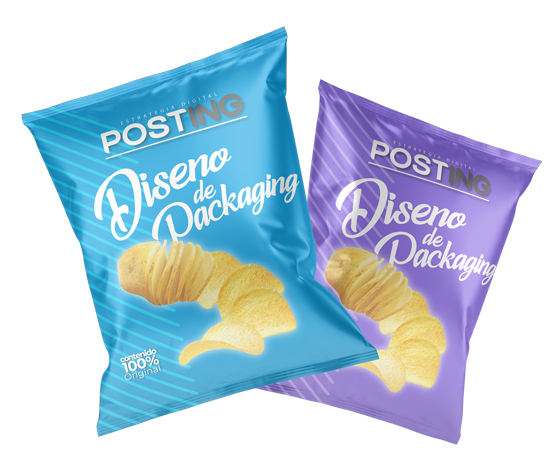 ESTRATEGIA DIGITAL
POSTING
Diseno
de
Packaging
contenido
100%
Original
ESTRATEGIA DIGITAL
POSTING
Diseno
de
Packaging